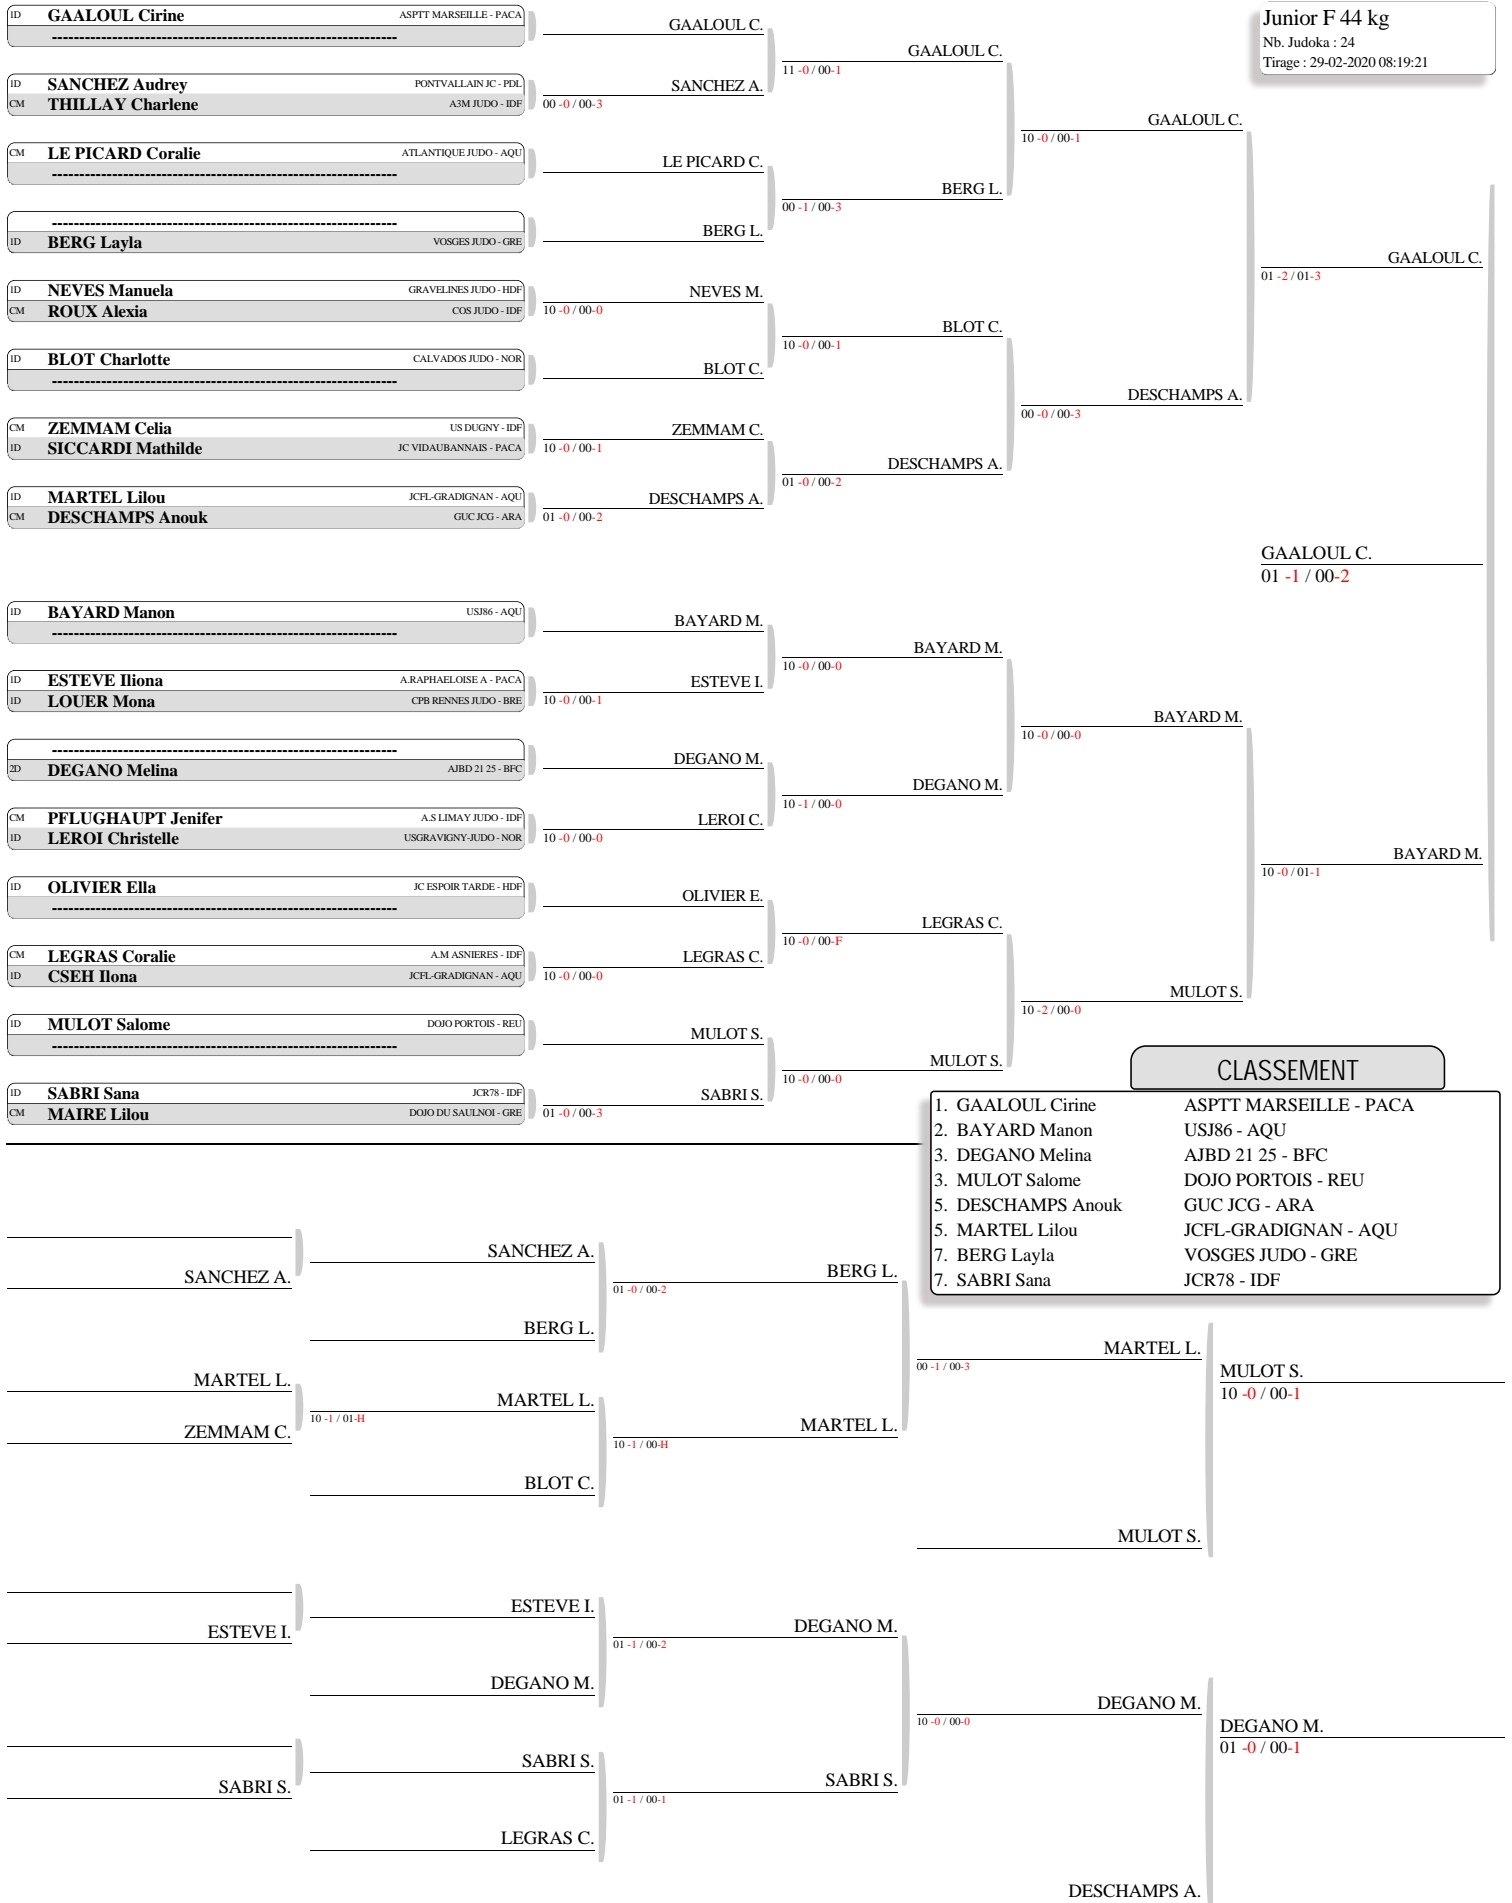 Junior F 44 kg
Nb. Judoka : 24
Tirage : 29-02-2020 08:19:21
1D GAALOUL Cirine ASPTT MARSEILLE - PACA
----------------------------------------------------------------
1D SANCHEZ Audrey PONTVALLAIN JC - PDL
CM THILLAY Charlene A3M JUDO - IDF
CM LE PICARD Coralie ATLANTIQUE JUDO - AQU
----------------------------------------------------------------
----------------------------------------------------------------
1D BERG Layla VOSGES JUDO - GRE
1D NEVES Manuela GRAVELINES JUDO - HDF
CM ROUX Alexia COS JUDO - IDF
1D BLOT Charlotte CALVADOS JUDO - NOR
----------------------------------------------------------------
CM ZEMMAM Celia US DUGNY - IDF
1D SICCARDI Mathilde JC VIDAUBANNAIS - PACA
1D MARTEL Lilou JCFL-GRADIGNAN - AQU
CM DESCHAMPS Anouk GUC JCG - ARA
1D BAYARD Manon USJ86 - AQU
----------------------------------------------------------------
1D ESTEVE Iliona A.RAPHAELOISE A - PACA
1D LOUER Mona CPB RENNES JUDO - BRE
----------------------------------------------------------------
2D DEGANO Melina AJBD 21 25 - BFC
CM PFLUGHAUPT Jenifer A.S LIMAY JUDO - IDF
1D LEROI Christelle USGRAVIGNY-JUDO - NOR
1D OLIVIER Ella JC ESPOIR TARDE - HDF
----------------------------------------------------------------
CM LEGRAS Coralie A.M ASNIERES - IDF
1D CSEH Ilona JCFL-GRADIGNAN - AQU
1D MULOT Salome DOJO PORTOIS - REU
----------------------------------------------------------------
1D SABRI Sana JCR78 - IDF
CM MAIRE Lilou DOJO DU SAULNOI - GRE
GAALOUL C.
SANCHEZ A.
00 -0 / 00-3
LE PICARD C.
BERG L.
NEVES M.
10 -0 / 00-0
BLOT C.
ZEMMAM C.
10 -0 / 00-1
DESCHAMPS A.
01 -0 / 00-2
BAYARD M.
ESTEVE I.
10 -0 / 00-1
DEGANO M.
LEROI C.
10 -0 / 00-0
OLIVIER E.
LEGRAS C.
10 -0 / 00-0
MULOT S.
SABRI S.
01 -0 / 00-3
GAALOUL C.
11 -0 / 00-1
BERG L.
00 -1 / 00-3
BLOT C.
10 -0 / 00-1
DESCHAMPS A.
01 -0 / 00-2
BAYARD M.
10 -0 / 00-0
DEGANO M.
10 -1 / 00-0
LEGRAS C.
10 -0 / 00-F
MULOT S.
10 -0 / 00-0
GAALOUL C.
10 -0 / 00-1
DESCHAMPS A.
00 -0 / 00-3
BAYARD M.
10 -0 / 00-0
MULOT S.
10 -2 / 00-0
GAALOUL C.
01 -2 / 01-3
BAYARD M.
10 -0 / 01-1
GAALOUL C.
01 -1 / 00-2
CLASSEMENT
1. GAALOUL Cirine ASPTT MARSEILLE - PACA
2. BAYARD Manon USJ86 - AQU
3. DEGANO Melina AJBD 21 25 - BFC
3. MULOT Salome DOJO PORTOIS - REU
5. DESCHAMPS Anouk GUC JCG - ARA
5. MARTEL Lilou JCFL-GRADIGNAN - AQU
7. BERG Layla VOSGES JUDO - GRE
7. SABRI Sana JCR78 - IDF
SANCHEZ A.
MARTEL L.
ZEMMAM C.
SANCHEZ A.
BERG L.
MARTEL L.
10 -1 / 01-H
BLOT C.
BERG L.
01 -0 / 00-2
MARTEL L.
10 -1 / 00-H
MARTEL L.
00 -1 / 00-3
MULOT S.
MULOT S.
10 -0 / 00-1
ESTEVE I.
SABRI S.
ESTEVE I.
DEGANO M.
SABRI S.
LEGRAS C.
DEGANO M.
01 -1 / 00-2
SABRI S.
01 -1 / 00-1
DEGANO M.
10 -0 / 00-0
DESCHAMPS A.
DEGANO M.
01 -0 / 00-1